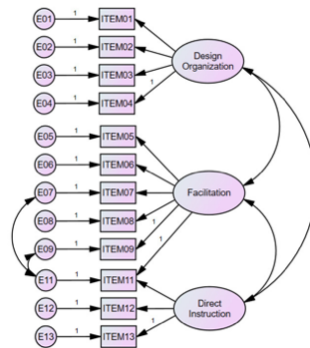 E01 1 ITEM01
E02 1 ITEM02
Design
Organization
E03 1 ITEM03
E04 1 ITEM04 1
E05 1 ITEM05
E06 1 ITEM06
E07 1 ITEM07
Facilitation
E08 1 ITEM08
E09 1 ITEM09 1
1
E11 1 ITEM11
E12 1 ITEM12
Direct
Instruction
E13 1 ITEM13 1